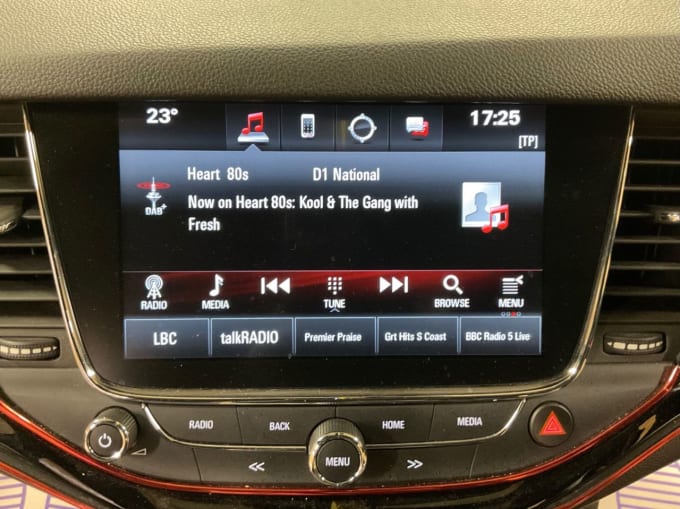 23° 17:25
[TP]
Heart 80s D1 National
DAB+
Now on Heart 80s: Kool & The Gang with
Fresh
RADIO MEDIA TUNE BROWSE MENU
LBC talkRADIO Premier Praise Grt Hits S Coast BBC Radio 5 Live
RADIO BACK HOME MEDIA
MENU